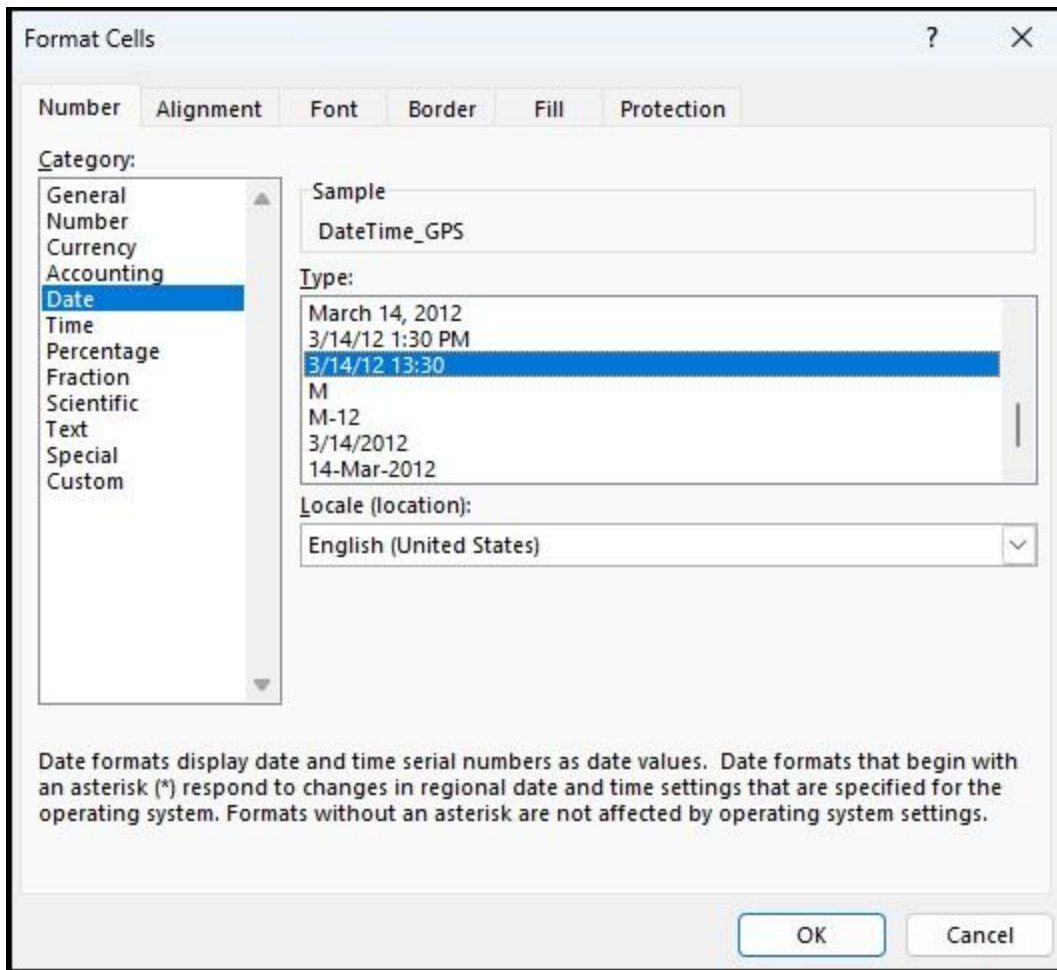 Format Cells
?
Number Alignment Font Border Fill Protection
Category:
General
Number
Currency
Accounting
Date
Time
Percentage
Fraction
Scientific
Text
Special
Custom
Sample
DateTime_GPS
Type:
March 14, 2012
3/14/12 1:30 PM
3/14/12 13:30
M
M-12
3/14/2012
14-Mar-2012
Locale (location):
English (United States)
Date formats display date and time serial numbers as date values.  Date formats that begin with
an asterisk (*) respond to changes in regional date and time settings that are specified for the
operating system. Formats without an asterisk are not affected by operating system settings.
OK Cancel